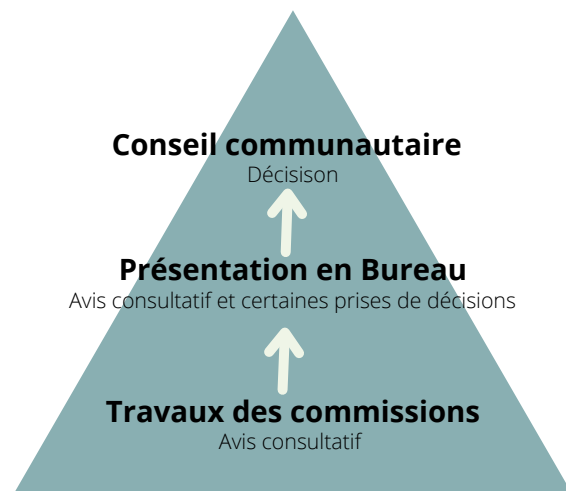 Conseil communautaire
Décisison
Présentation en Bureau
Avis consultatif et certaines prises de décisions
Travaux des commissions
Avis consultatif